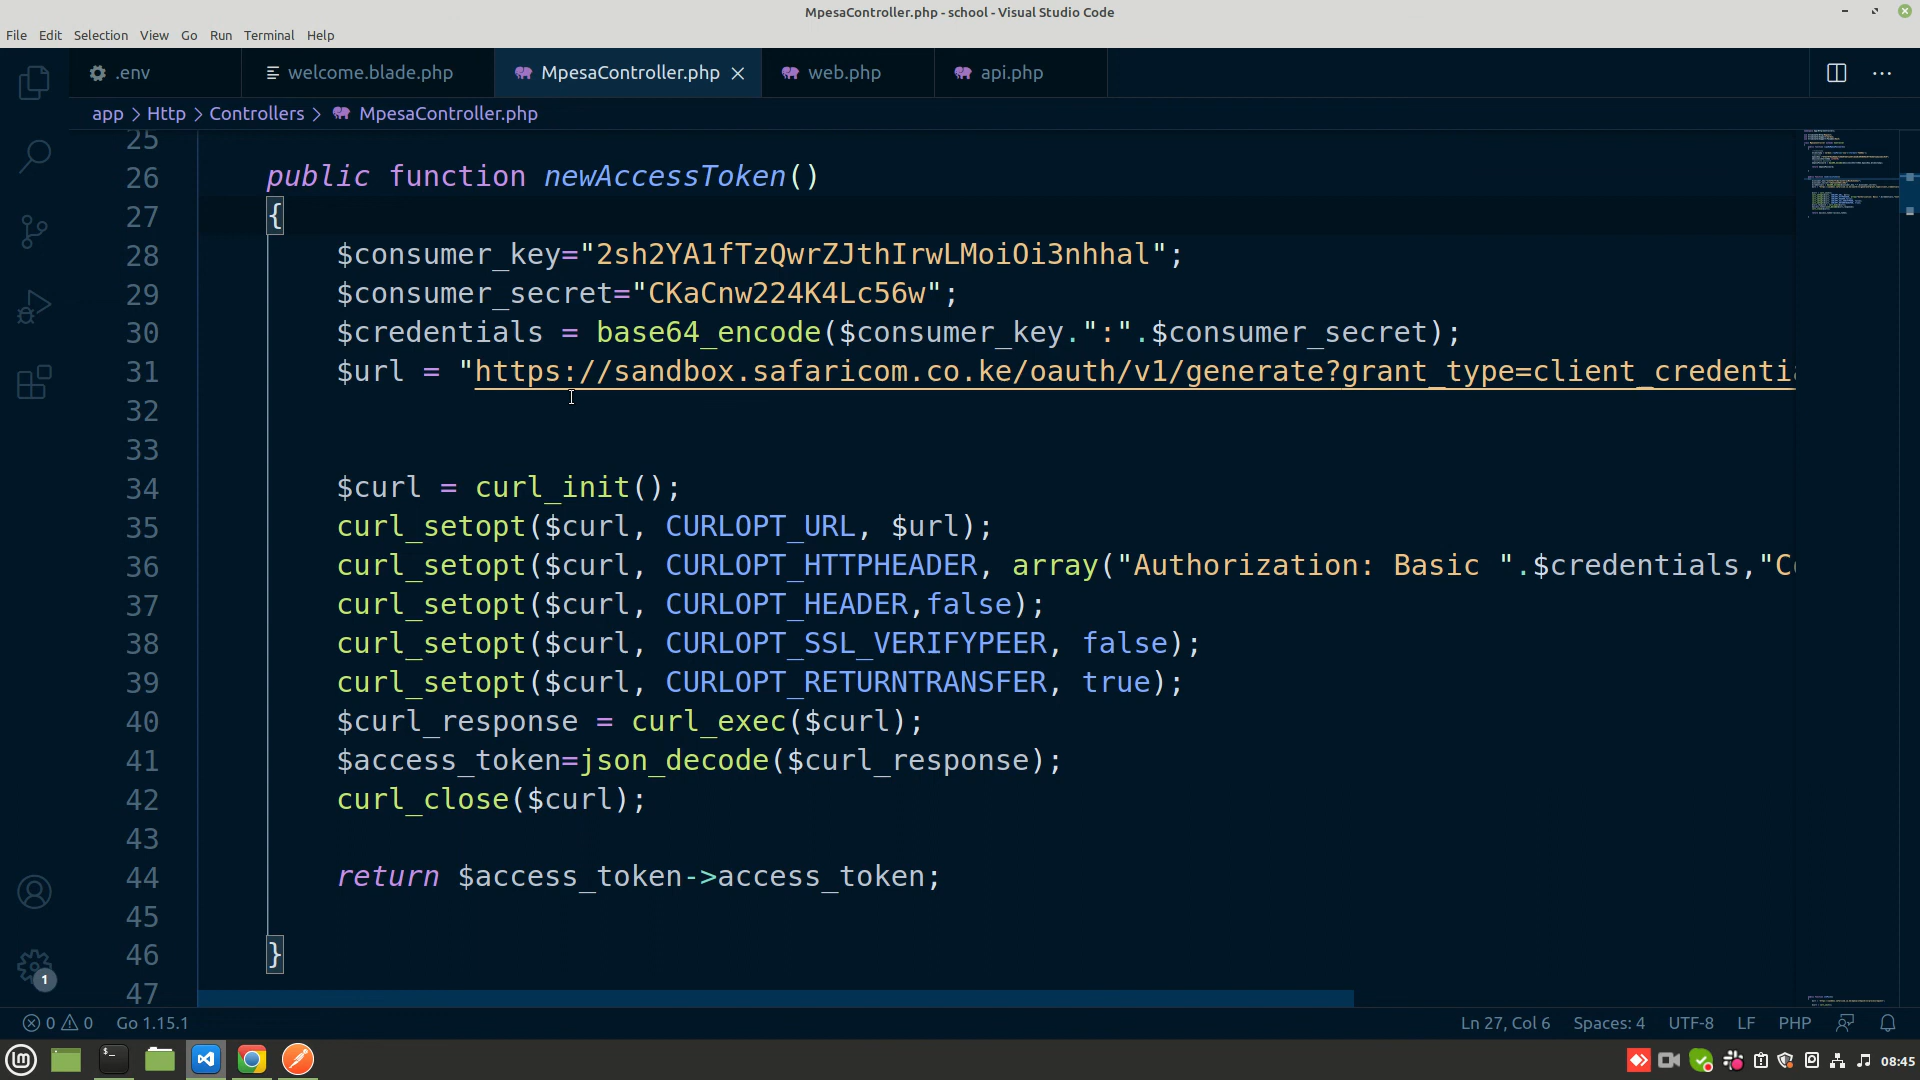 MpesaController.php - school - Visual Studio Code
File Edit Selection View Go Run Terminal Help
.env welcome.blade.php MpesaController.php web.php api.php
app > Http > Controllers > MpesaController.php
25
26 public function newAccessToken()
27 {
28 $consumer_key="2sh2YA1fTzQwrZJthIrwLMoiOi3nhhal";
29 $consumer_secret="CKaCnw224K4Lc56w";
30 $credentials = base64_encode($consumer_key.":".$consumer_secret);
31 $url = "https://sandbox.safaricom.co.ke/oauth/v1/generate?grant_type=client_credentia
32
33
34 $curl = curl_init();
35 curl_setopt($curl, CURLOPT_URL, $url);
36 curl_setopt($curl, CURLOPT_HTTPHEADER, array("Authorization: Basic ".$credentials,"Co
37 curl_setopt($curl, CURLOPT_HEADER,false);
38 curl_setopt($curl, CURLOPT_SSL_VERIFYPEER, false);
39 curl_setopt($curl, CURLOPT_RETURNTRANSFER, true);
40 $curl_response = curl_exec($curl);
41 $access_token=json_decode($curl_response);
42 curl_close($curl);
43
44 return $access_token->access_token;
45
46 }
47
1
0 0 Go 1.15.1 Ln 27, Col 6 Spaces: 4 UTF-8 LF PHP
08:45